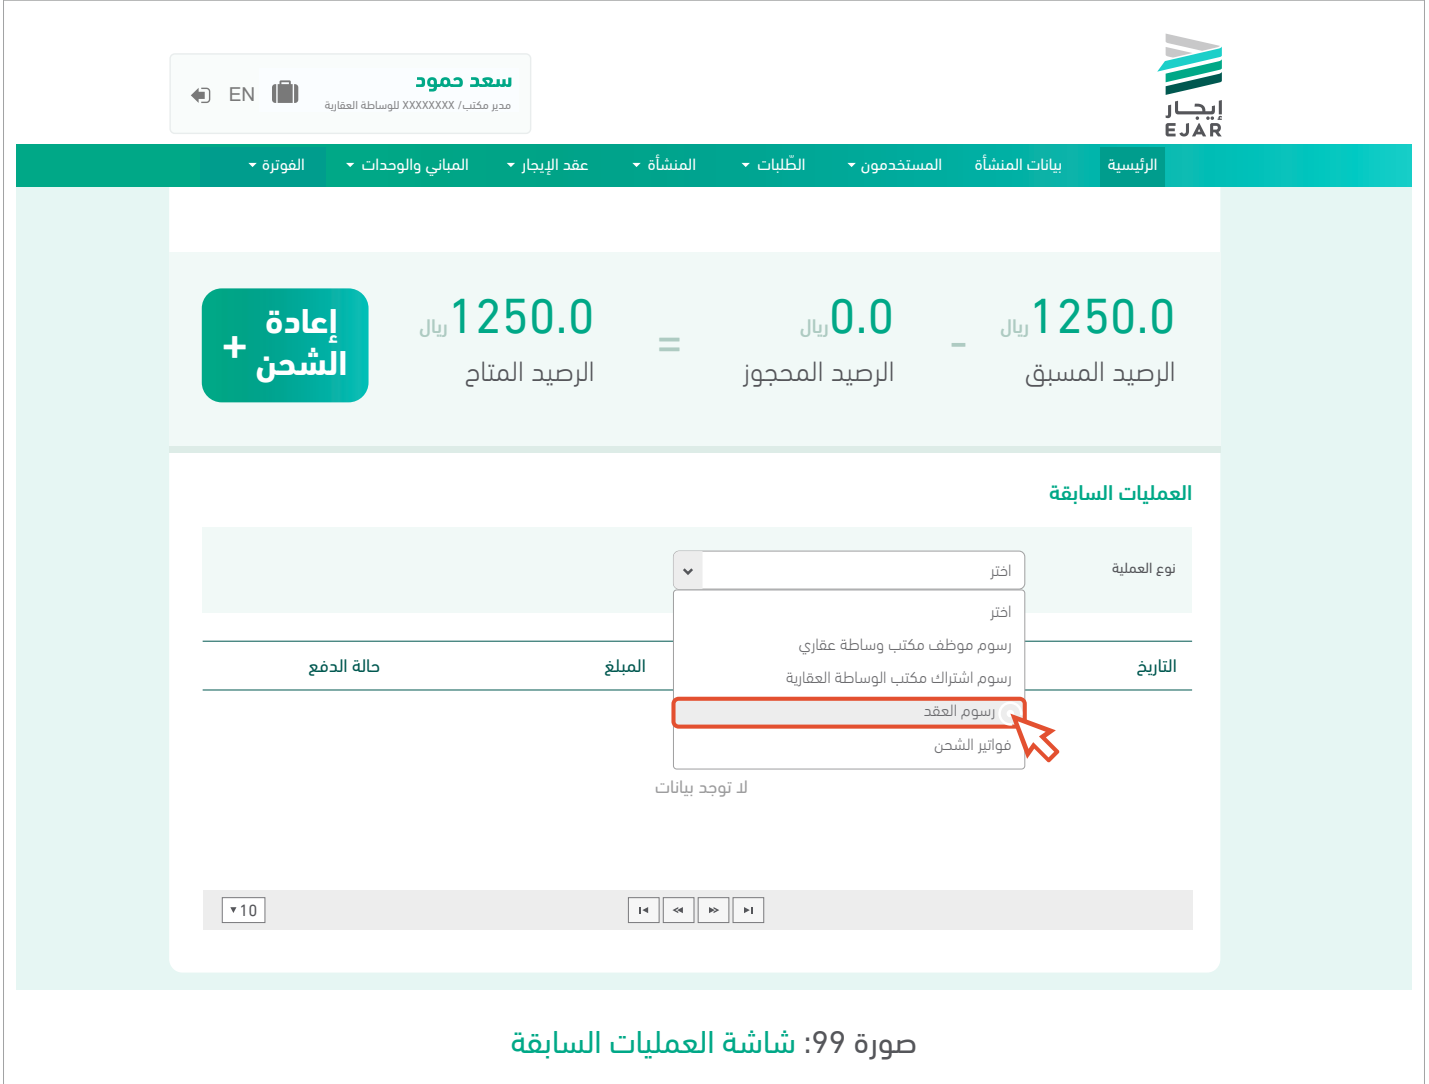 إيجار
EJAR
سعد حمود
مدير مكتب/ XXXXXXXX للوساطة العقارية
EN
الرئيسية
بيانات المنشأة
المستخدمون
الطّلبات
المنشأة
عقد الإيجار
المباني والوحدات
الفوترة
1250.0 ريال - 0.0 ريال = 1250.0 ريال
الرصيد المسبق
الرصيد المحجوز
الرصيد المتاح
إعادة
الشحن +
العمليات السابقة
نوع العملية
اختر
اختر
رسوم موظف مكتب وساطة عقاري
رسوم اشتراك مكتب الوساطة العقارية
رسوم العقد
فواتير الشحن
التاريخ
المبلغ
حالة الدفع
لا توجد بيانات
10
صورة 99: شاشة العمليات السابقة